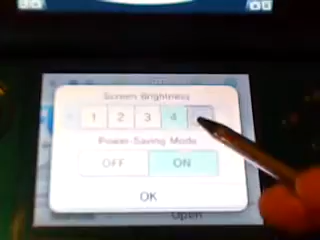 Screen Brightness
1 2 3 4
Power-Saving Mode
OFF ON
OK
Open